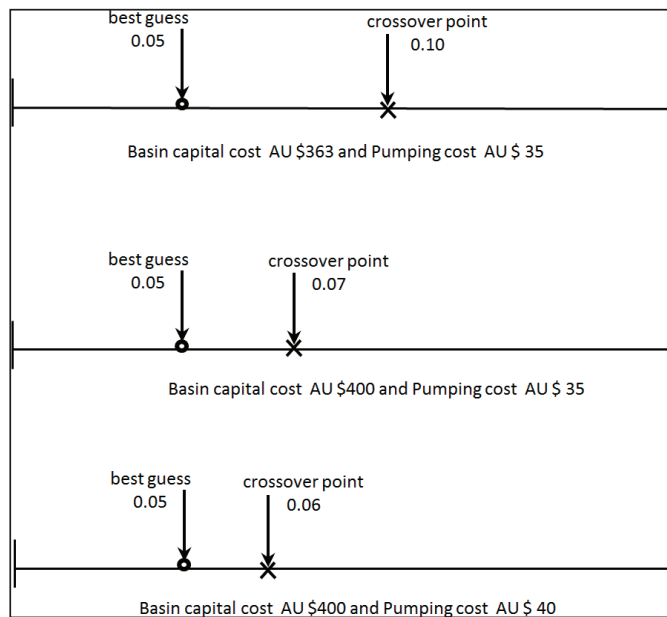 best guess
0.05
crossover point
0.10
Basin capital cost AU $363 and Pumping cost AU $ 35
best guess
0.05
crossover point
0.07
Basin capital cost AU $400 and Pumping cost AU $ 35
best guess
0.05
crossover point
0.06
Basin capital cost AU $400 and Pumping cost AU $ 40